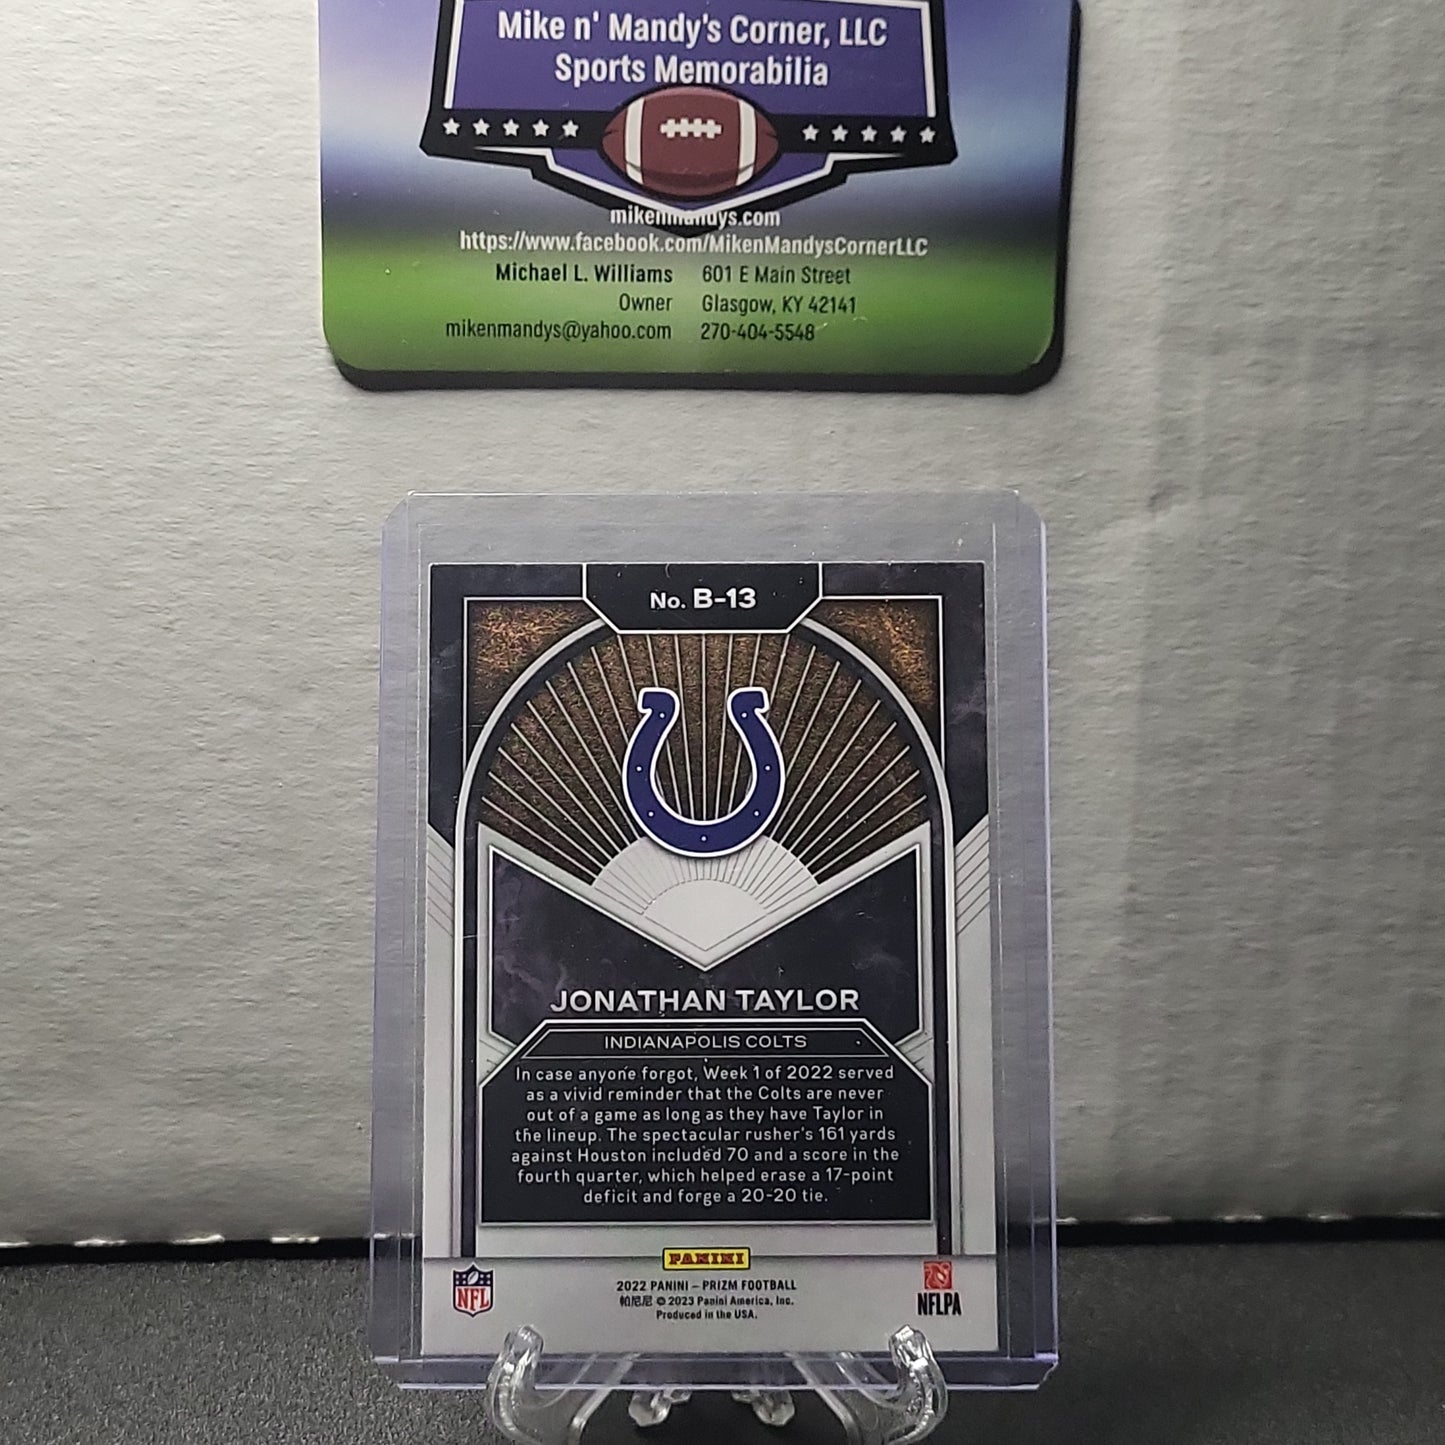 Mike n' Mandy's Corner, LLC
Sports Memorabilia
mikenmandys.com
https://www.facebook.com/MikenMandysCornerLLC
Michael L. Williams 601 E Main Street
Owner Glasgow, KY 42141
mikenmandys@yahoo.com 270-404-5548
No. B-13
JONATHAN TAYLOR
INDIANAPOLIS COLTS
In case anyone forgot, Week 1 of 2022 served
as a vivid reminder that the Colts are never
out of a game as long as they have Taylor in
the lineup. The spectacular rusher's 161 yards
against Houston included 70 and a score in the
fourth quarter, which helped erase a 17-point
deficit and forge a 20-20 tie.
PANINI
2022 PANINI – PRIZM FOOTBALL
帕尼尼 © 2023 Panini America, Inc.
Produced in the USA.
NFL
NFLPA